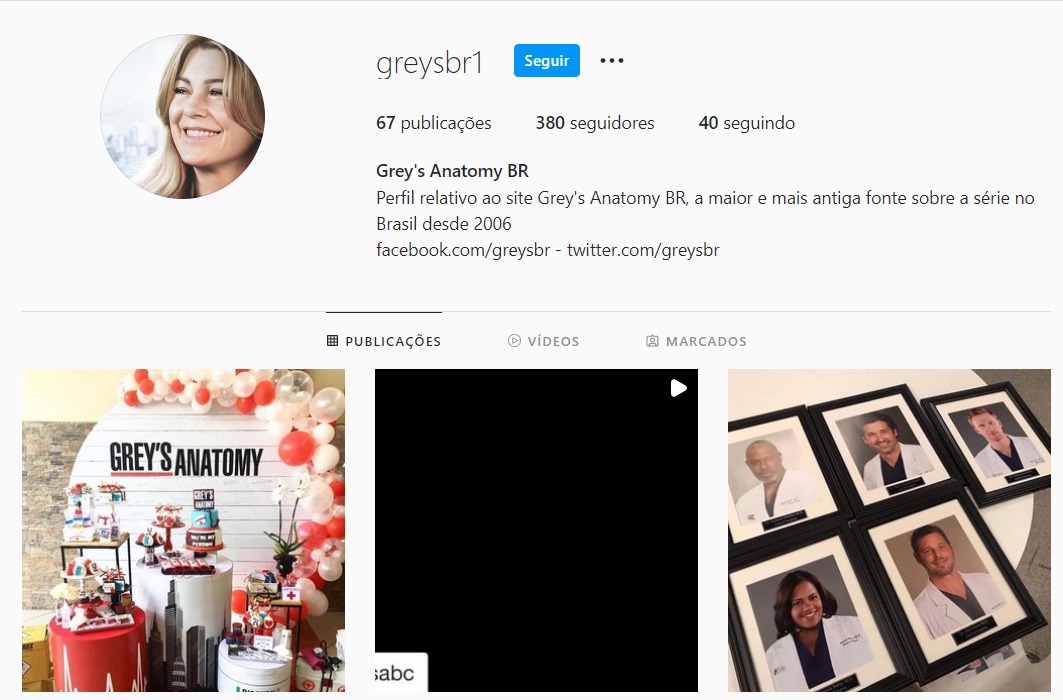 greysbr1 Seguir
67 publicações 380 seguidores 40 seguindo
Grey's Anatomy BR
Perfil relativo ao site Grey's Anatomy BR, a maior e mais antiga fonte sobre a série no
Brasil desde 2006
facebook.com/greysbr - twitter.com/greysbr
PUBLICAÇÕES VÍDEOS MARCADOS
GREY'S ANATOMY
GREY'S
ANATOMY
YOU'RE MY
PERSON
sabc